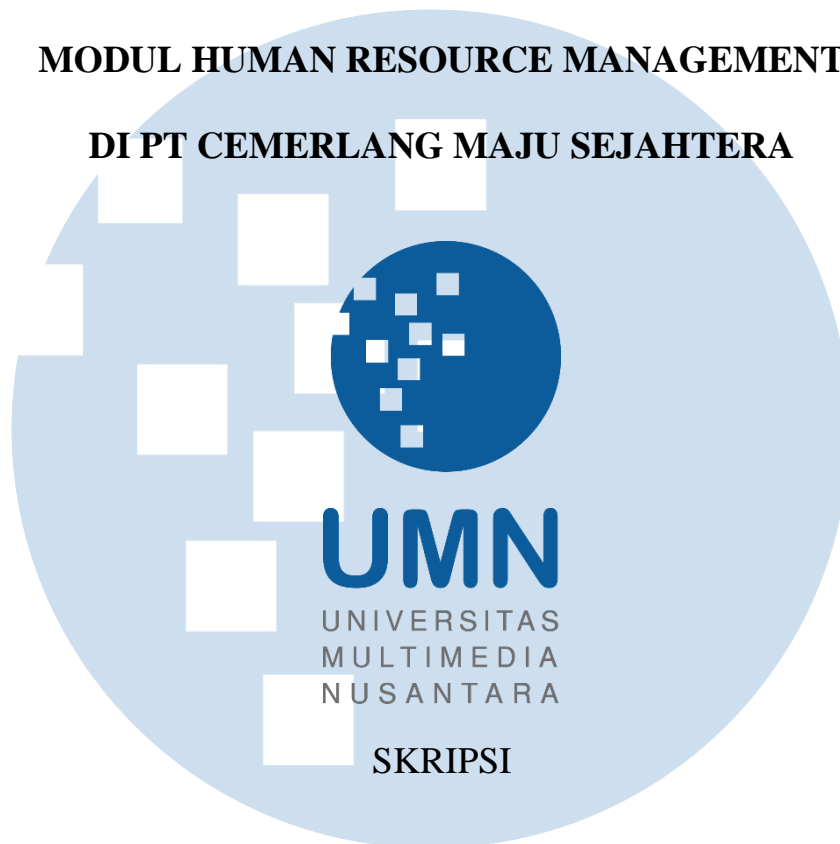 MODUL HUMAN RESOURCE MANAGEMENT
DI PT CEMERLANG MAJU SEJAHTERA
UMN
UNIVERSITAS
MULTIMEDIA
NUSANTARA
SKRIPSI